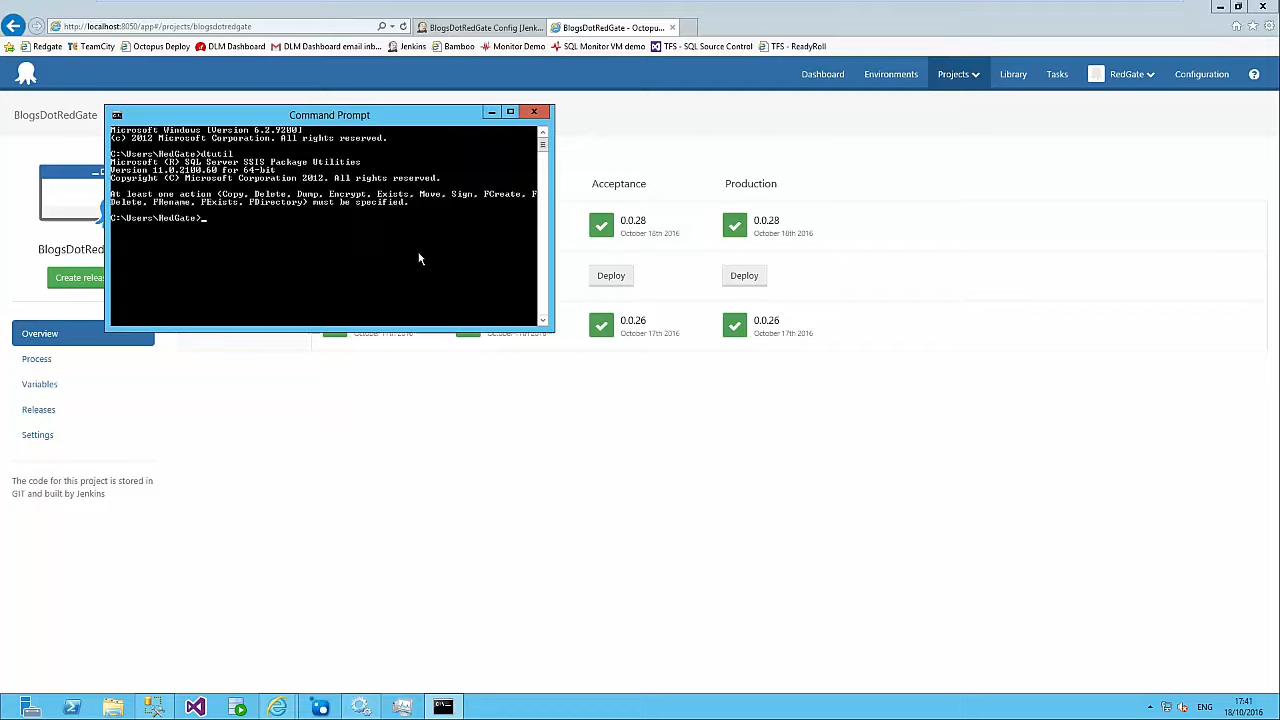 http://localhost:8050/app#/projects/blogsdotredgate
BlogsDotRedGate Config [Jenk...
BlogsDotRedGate - Octopu...
Redgate
TeamCity
Octopus Deploy
DLM Dashboard
DLM Dashboard email inb...
Jenkins
Bamboo
Monitor Demo
SQL Monitor VM demo
TFS - SQL Source Control
TFS - ReadyRoll
Dashboard
Environments
Projects
Library
Tasks
RedGate
Configuration
BlogsDotRedGate
Command Prompt
Microsoft Windows [Version 6.2.9200]
(c) 2012 Microsoft Corporation. All rights reserved.
C:\Users\RedGate>dtutil
Microsoft (R) SQL Server SSIS Package Utilities
Version 11.0.2100.60 for 64-bit
Copyright (C) Microsoft Corporation 2012. All rights reserved.
At least one action (Copy, Delete, Dump, Encrypt, Exists, Move, Sign, FCreate, F
Delete, FRename, FExists, FDirectory) must be specified.
C:\Users\RedGate>_
Acceptance
Production
0.0.28
October 18th 2016
0.0.28
October 18th 2016
BlogsDotRed
Create releas
Deploy
Deploy
0.0.26
October 17th 2016
0.0.26
October 17th 2016
October 17th 2016
October 17th 2016
Overview
Process
Variables
Releases
Settings
The code for this project is stored in
GIT and built by Jenkins
ENG
17:41
18/10/2016